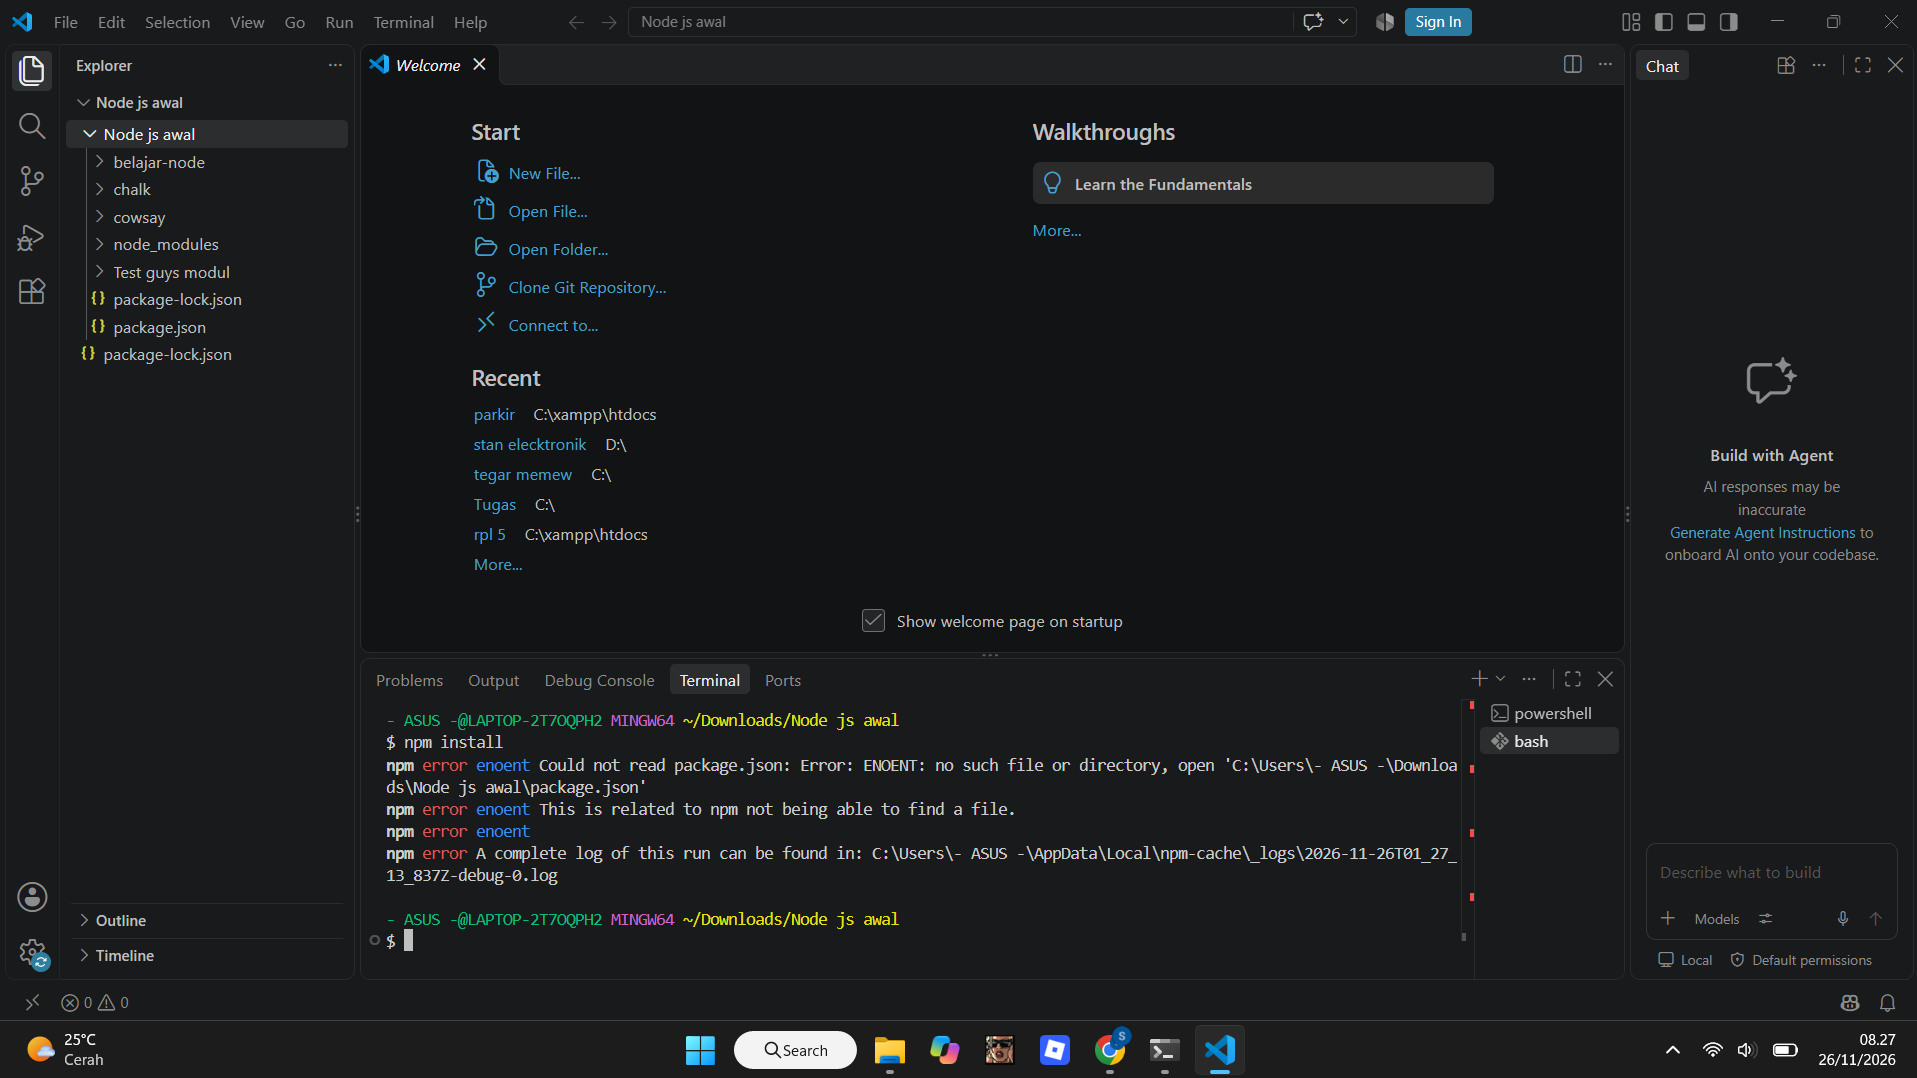 File Edit Selection View Go Run Terminal Help
Node js awal
Sign In
Explorer
Node js awal
Node js awal
belajar-node
chalk
cowsay
node_modules
Test guys modul
{} package-lock.json
{} package.json
{} package-lock.json
Outline
Timeline
Welcome
Start
New File...
Open File...
Open Folder...
Clone Git Repository...
Connect to...
Recent
parkir C:\xampp\htdocs
stan elecktronik D:\
tegar memew C:\
Tugas C:\
rpl 5 C:\xampp\htdocs
More...
Walkthroughs
Learn the Fundamentals
More...
Show welcome page on startup
Problems Output Debug Console Terminal Ports
- ASUS -@LAPTOP-2T7OQPH2 MINGW64 ~/Downloads/Node js awal
$ npm install
npm error enoent Could not read package.json: Error: ENOENT: no such file or directory, open 'C:\Users\- ASUS -\Downloa
ds\Node js awal\package.json'
npm error enoent This is related to npm not being able to find a file.
npm error enoent
npm error A complete log of this run can be found in: C:\Users\- ASUS -\AppData\Local\npm-cache\_logs\2026-11-26T01_27_
13_837Z-debug-0.log
- ASUS -@LAPTOP-2T7OQPH2 MINGW64 ~/Downloads/Node js awal
$
powershell
bash
Chat
Build with Agent
AI responses may be
inaccurate
Generate Agent Instructions to
onboard AI onto your codebase.
Describe what to build
Models
Local Default permissions
0 0
25°C
Cerah
Search
S
08.27
26/11/2026